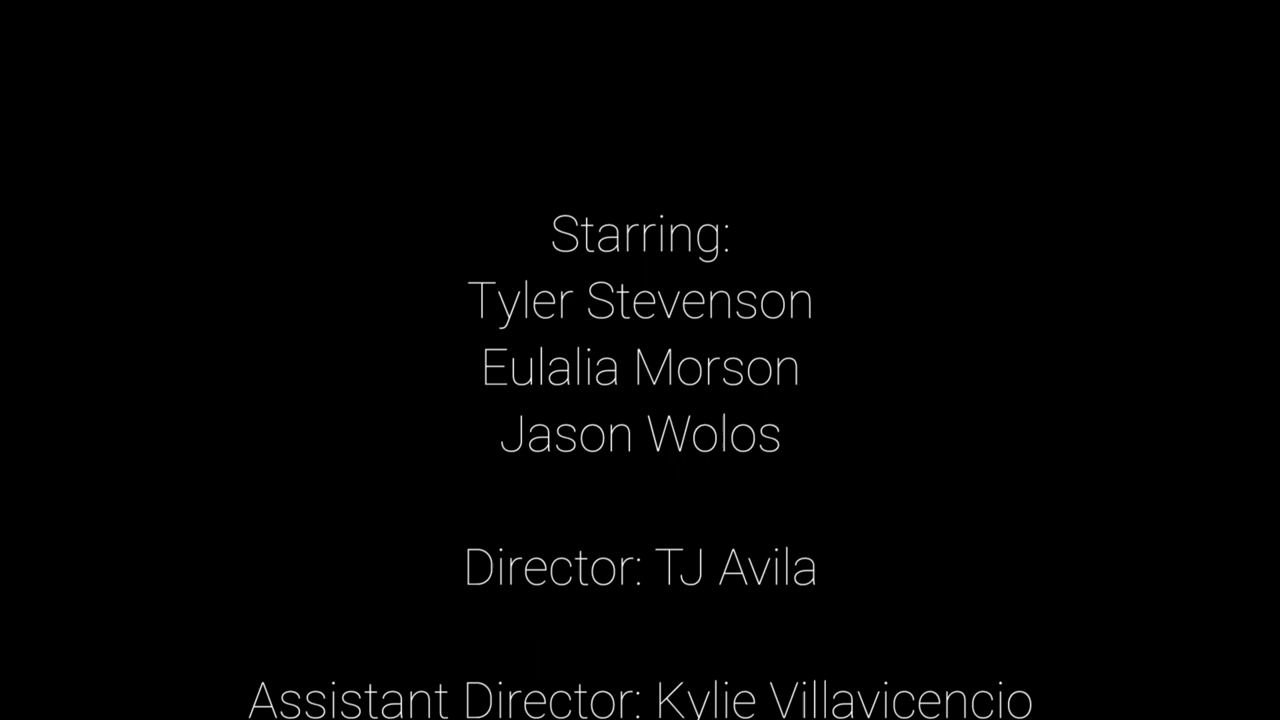 Starring:
Tyler Stevenson
Eulalia Morson
Jason Wolos
Director: TJ Avila
Assistant Director: Kylie Villavicencio